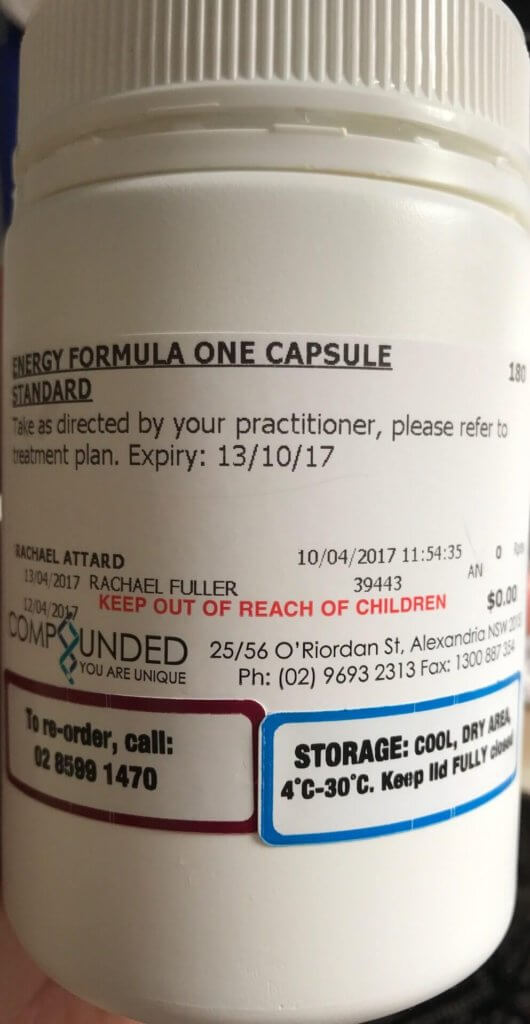 ENERGY FORMULA ONE CAPSULE 180
STANDARD
Take as directed by your practitioner, please refer to
treatment plan. Expiry: 13/10/17
RACHAEL ATTARD 10/04/2017 11:54:35 0
13/04/2017 RACHAEL FULLER 39443 AN
12/04/2017 KEEP OUT OF REACH OF CHILDREN $0.00
COMPOUNDED
YOU ARE UNIQUE
25/56 O'Riordan St, Alexandria NSW
Ph: (02) 9693 2313 Fax: 1300 887 354
To re-order, call:
02 8599 1470
STORAGE: COOL, DRY AREA,
4°C-30°C. Keep lid FULLY closed